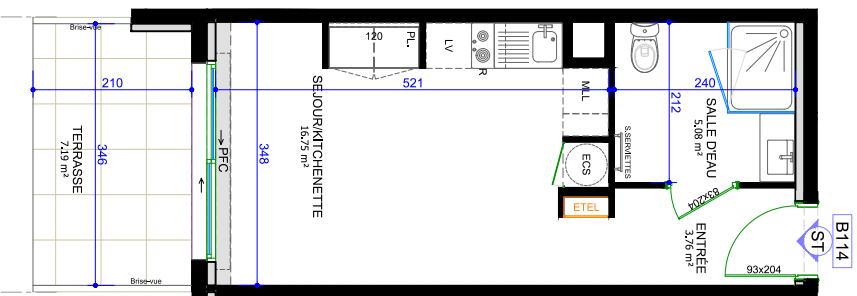 Brise-vue
210
TERRASSE
7.19 m²
346
Brise-vue
PFC
348
SEJOUR/KITCHENETTE
16.75 m²
120
PL.
LV
R
521
MLL
ECS
ETEL
S.SERVIETTES
212
240
SALLE D'EAU
5.08 m²
83x204
ENTRÉE
3.76 m²
93x204
ST
B114